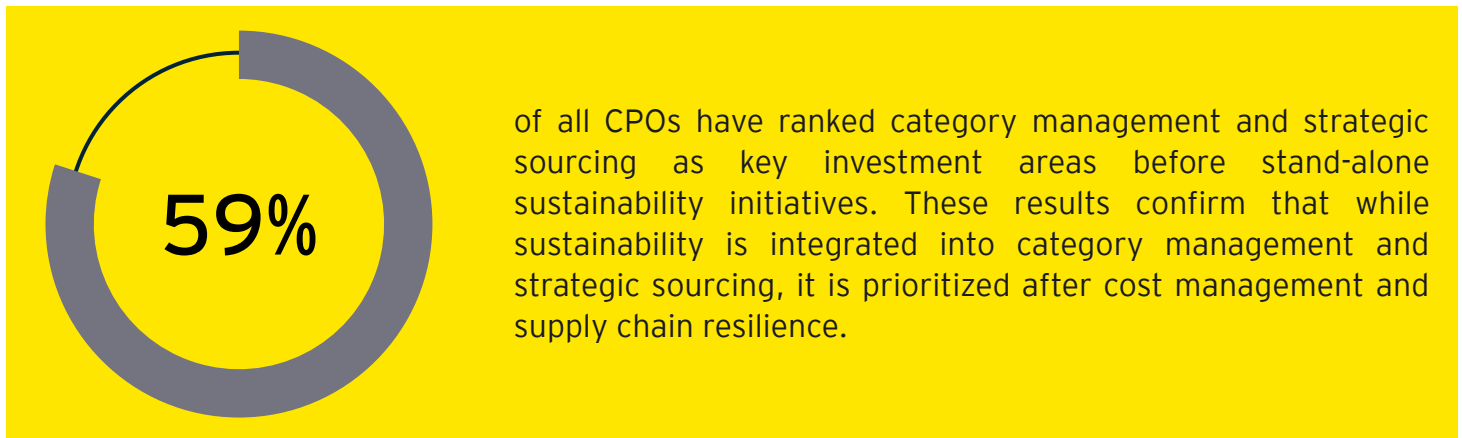 59%
of all CPOs have ranked category management and strategic
sourcing as key investment areas before stand-alone
sustainability initiatives. These results confirm that while
sustainability is integrated into category management and
strategic sourcing, it is prioritized after cost management and
supply chain resilience.